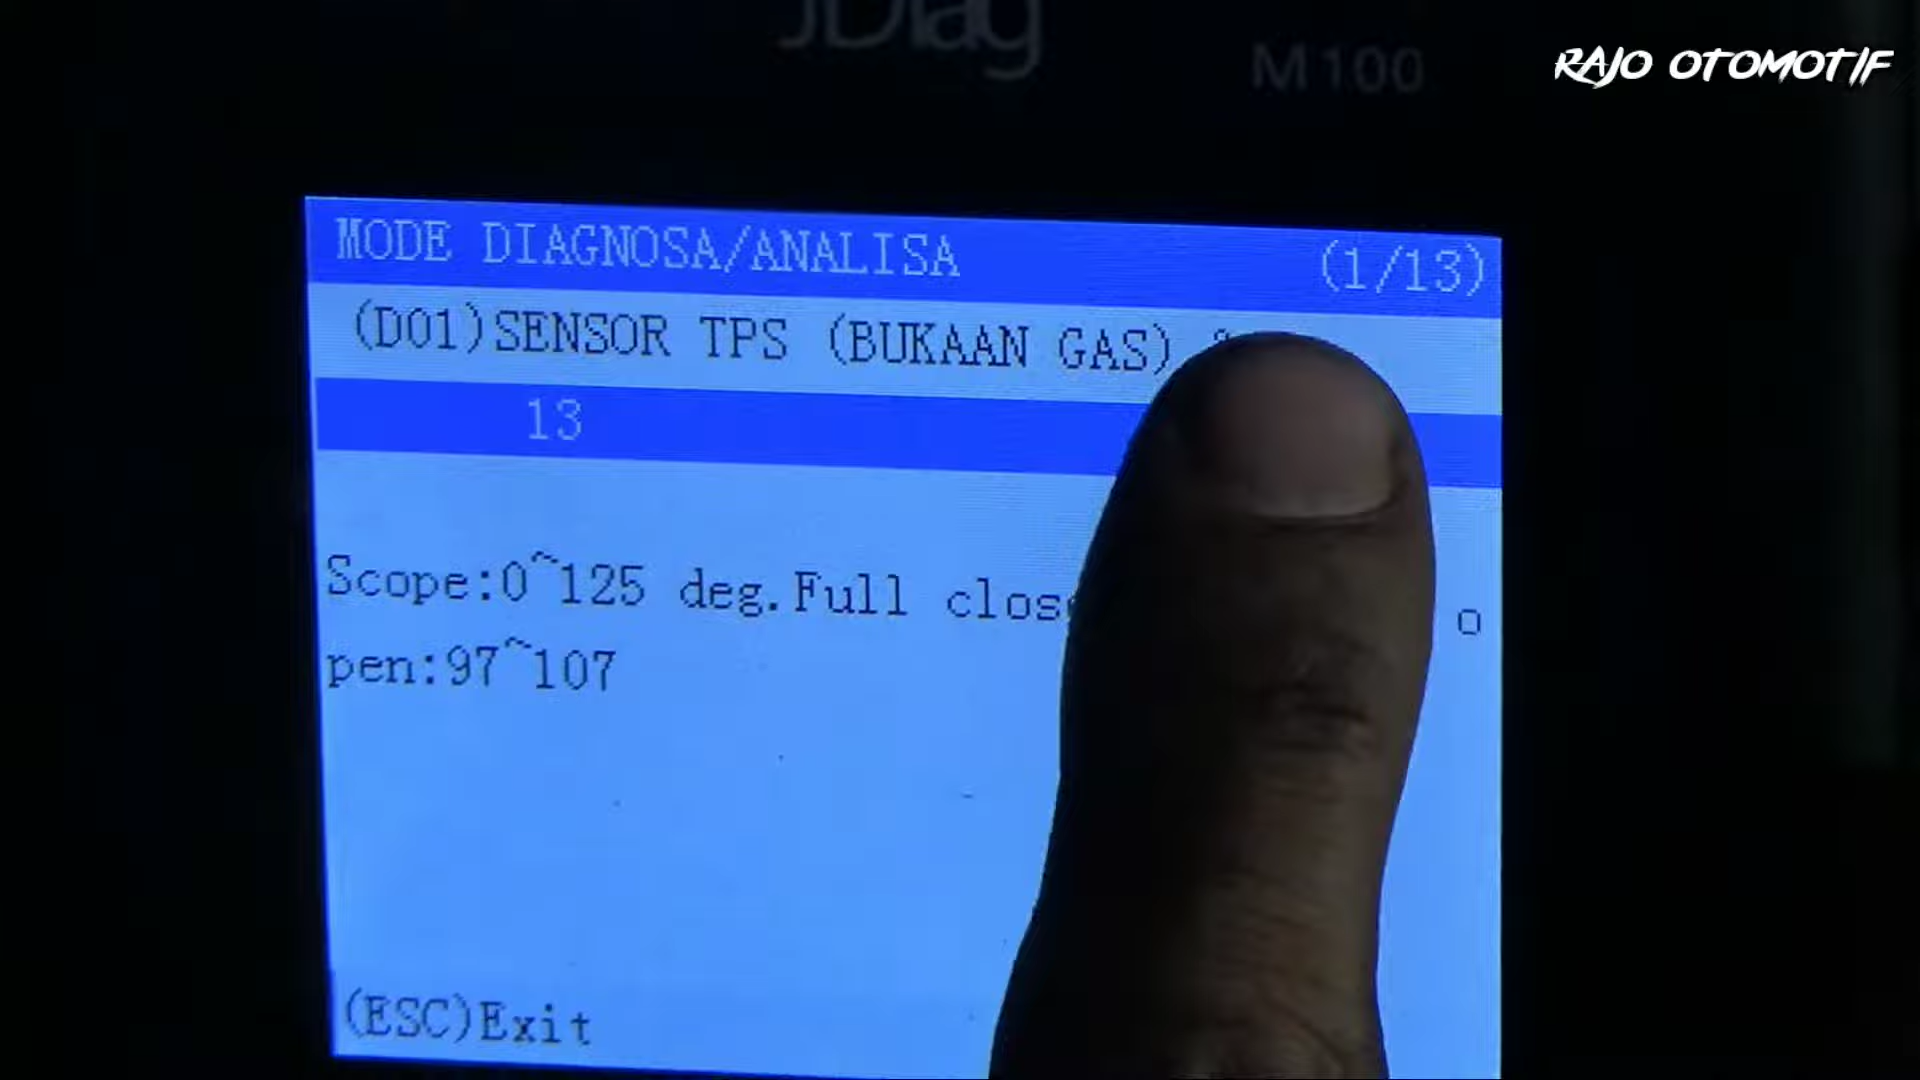 JDiag
M100
RAJO OTOMOTIF
MODE DIAGNOSA/ANALISA (1/13)
(D01)SENSOR TPS (BUKAAN GAS)
13
Scope:0~125 deg.Full clos o
pen:97~107
(ESC)Exit